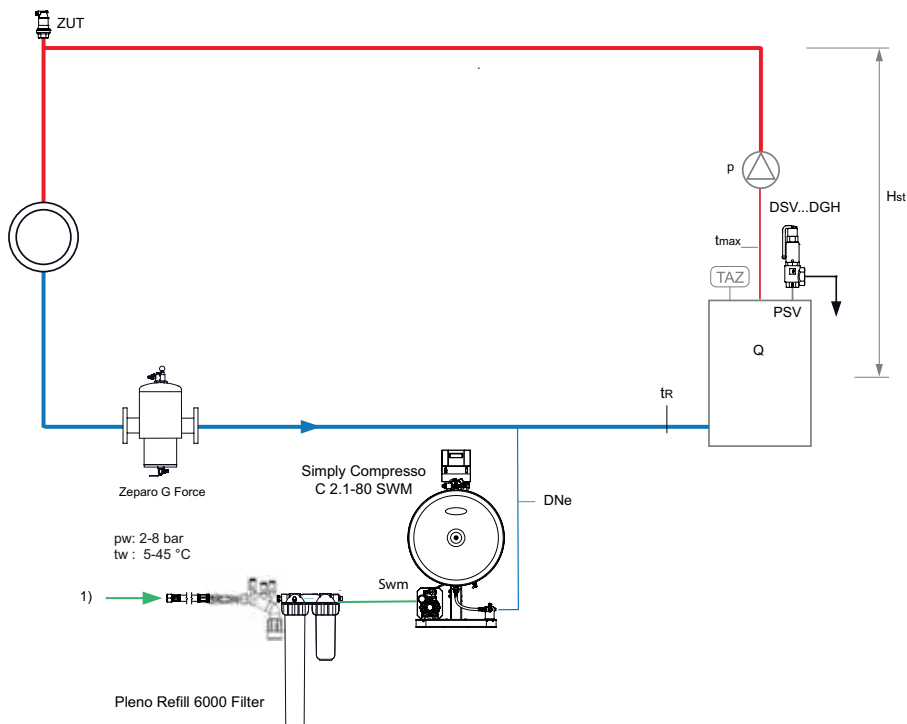 ZUT
p
Hst
DSV...DGH
tmax
TAZ
PSV
Q
tR
Zeparo G Force
Simply Compresso
C 2.1-80 SWM
DNe
pw: 2-8 bar
tw : 5-45 °C
Swm
1)
Pleno Refill 6000 Filter